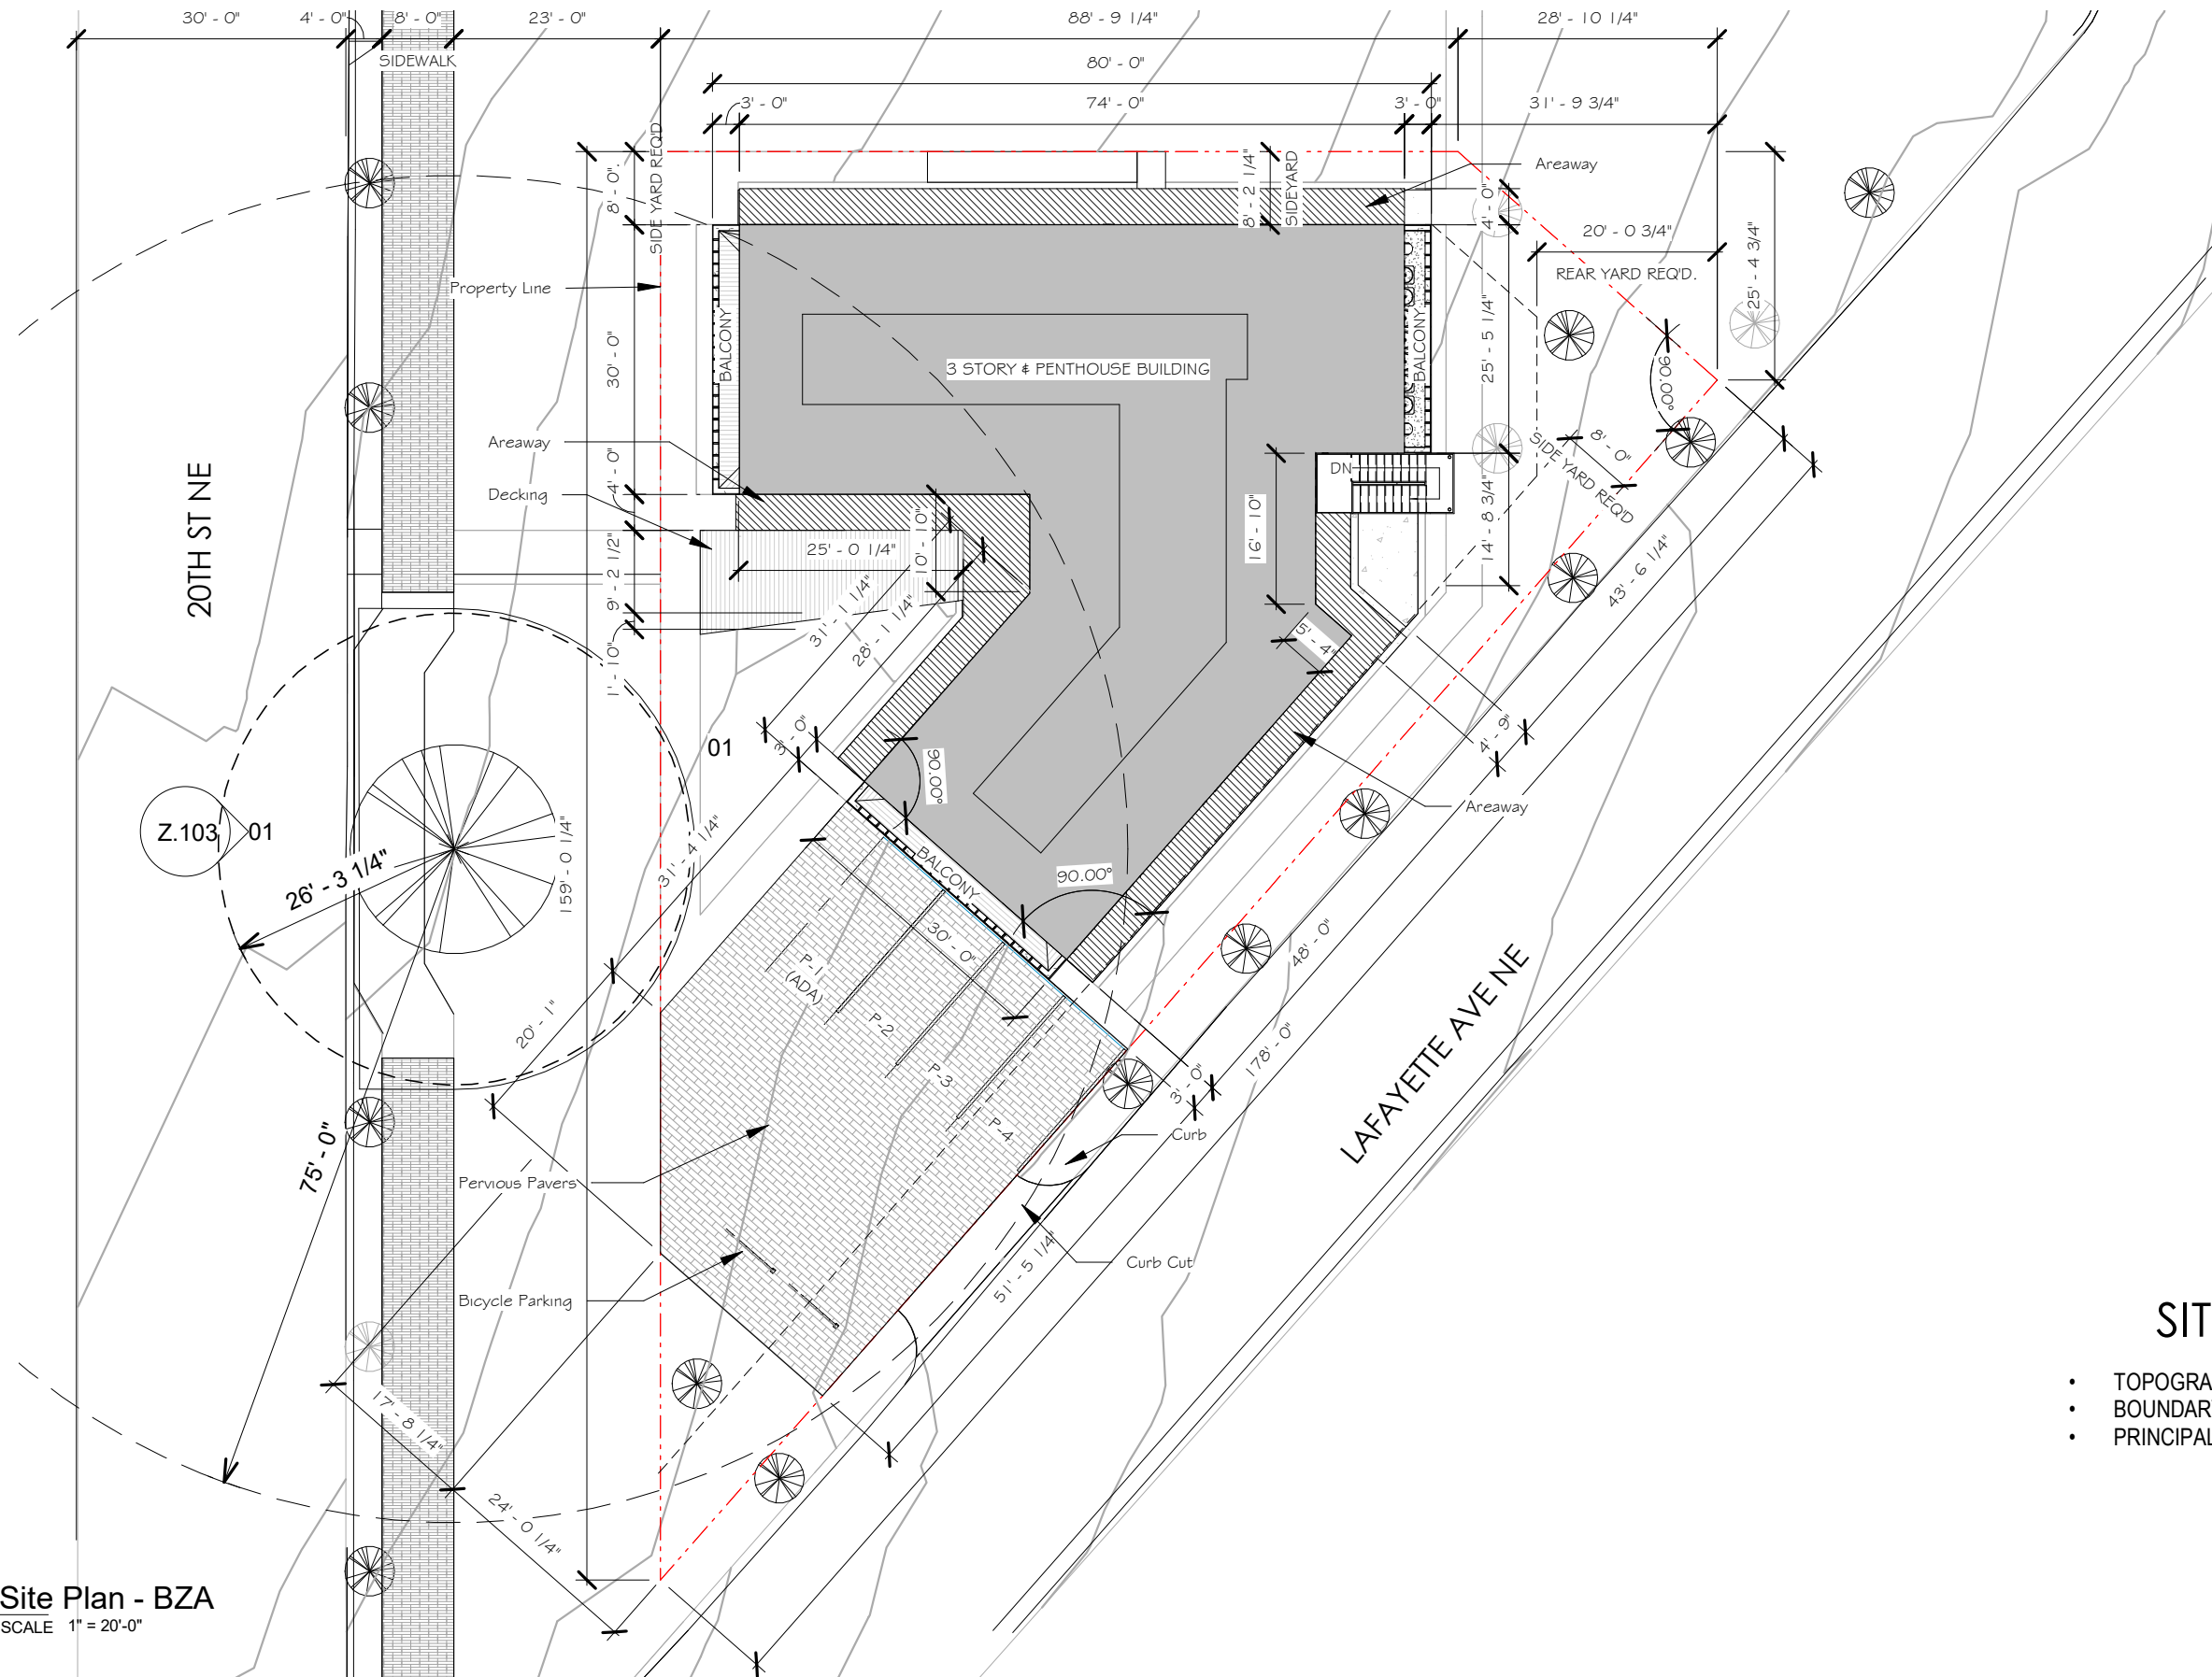 30' - 0"
4' - 0"
8' - 0"
23' - 0"
88' - 9 1/4"
28' - 10 1/4"
SIDEWALK
80' - 0"
3' - 0"
74' - 0"
3' - 0"
31' - 9 3/4"
8' - 0"
SIDE YARD REQ'D
8' - 2 1/4"
SIDEYARD
Areaway
4' - 0"
20' - 0 3/4"
REAR YARD REQ'D.
25' - 4 3/4"
Property Line
30' - 0"
BALCONY
3 STORY & PENTHOUSE BUILDING
BALCONY
25' - 5 1/4"
90.00°
Areaway
4' - 0"
Decking
DN
8' - 0"
SIDE YARD REQ'D
20TH ST NE
10' - 10"
25' - 0 1/4"
16' - 10"
14' - 8 3/4"
9' - 2 1/2"
1' - 10"
31' - 1 1/4"
28' - 1 1/4"
5' - 4"
43' - 6 1/4"
01
3' - 0"
90.00°
4' - 9"
Areaway
Z.103
01
26' - 3 1/4"
159' - 0 1/4"
31' - 4 1/4"
BALCONY
90.00°
30' - 0"
P-1
(ADA)
P-2
P-3
P-4
48' - 0"
178' - 0"
LAFAYETTE AVE NE
20' - 1"
3' - 0"
75' - 0"
Curb
Pervious Pavers
Curb Cut
51' - 5 1/4"
Bicycle Parking
17' - 8 1/4"
24' - 0 1/4"
SIT
• TOPOGRA
• BOUNDAR
• PRINCIPAL
Site Plan - BZA
SCALE 1" = 20'-0"